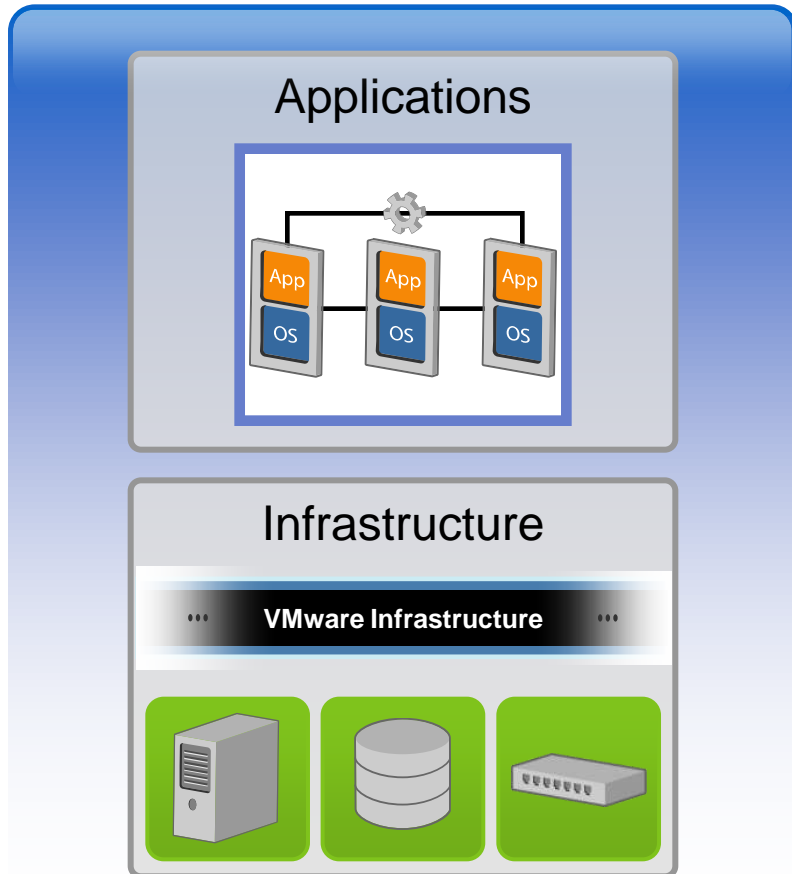 Applications
App App App
OS OS OS
Infrastructure
... VMware Infrastructure ...